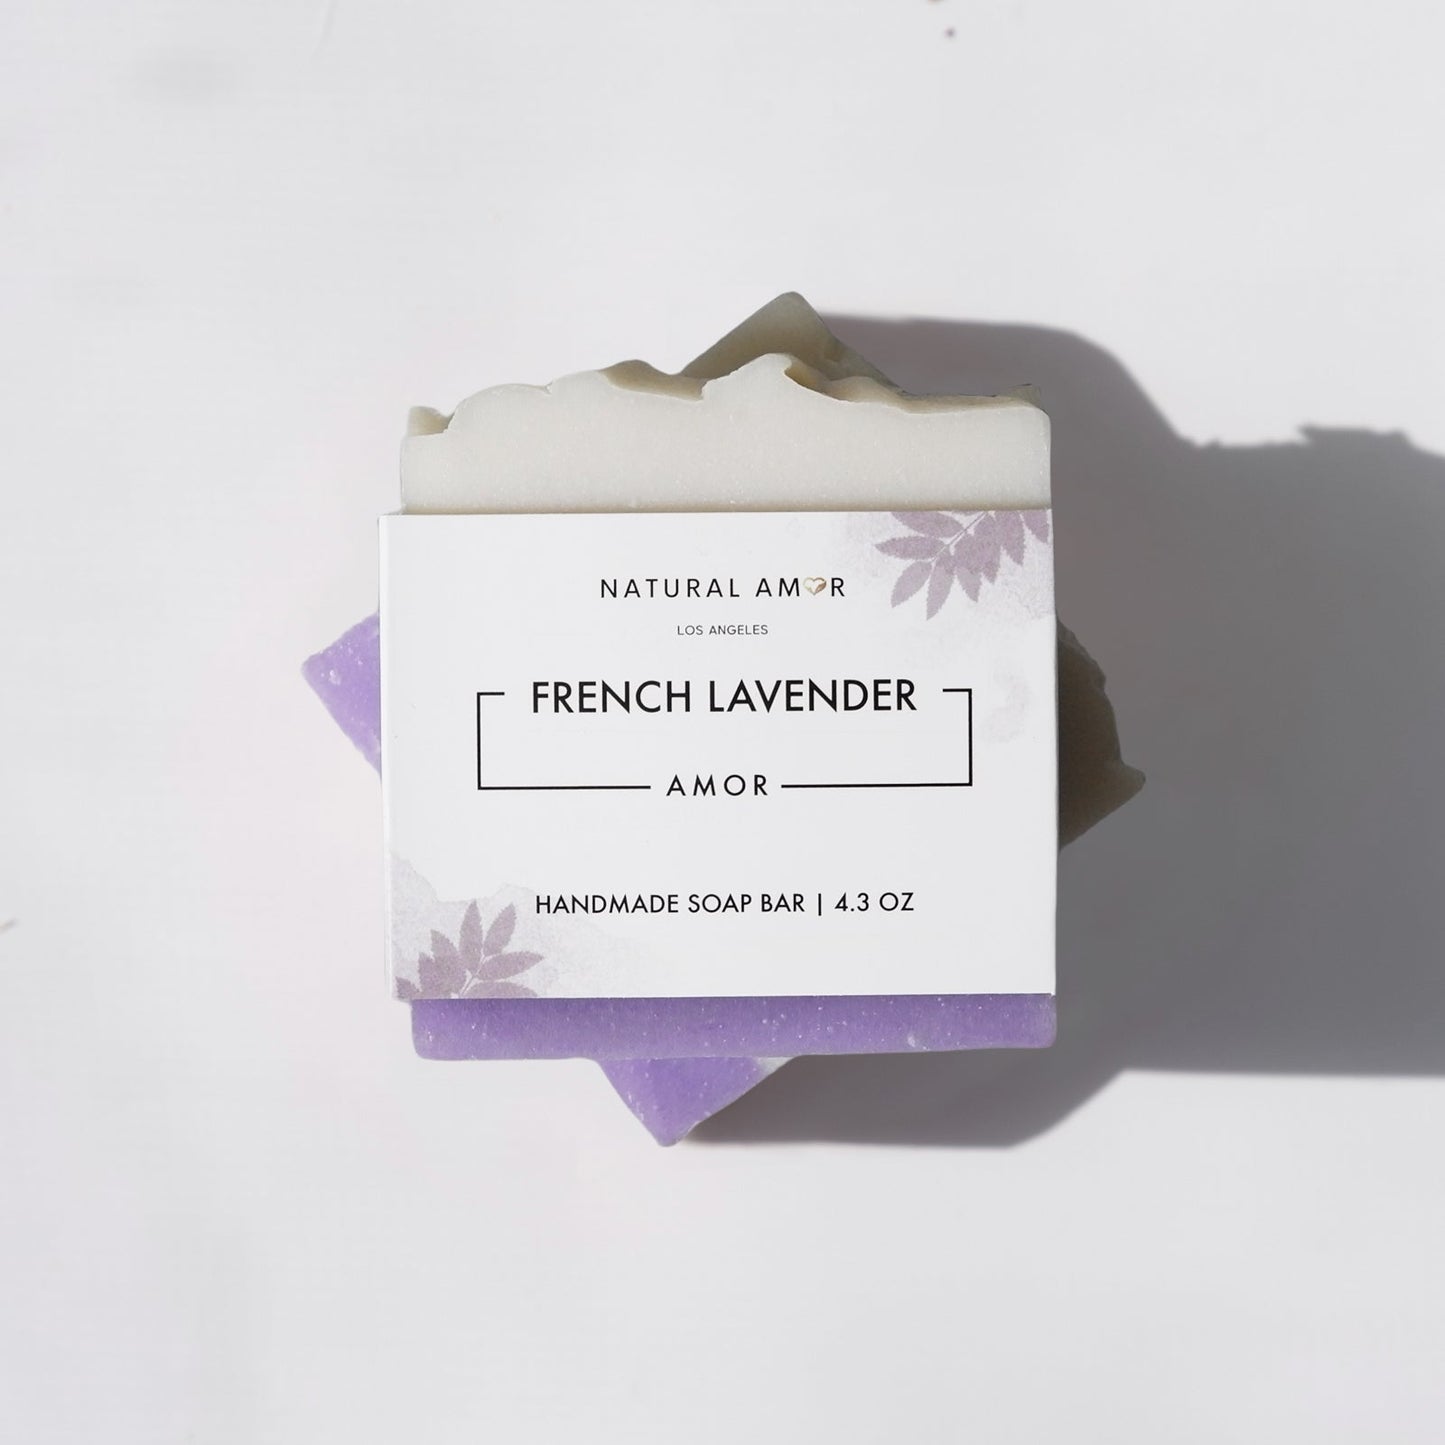 NATURAL AMOR
LOS ANGELES
FRENCH LAVENDER
AMOR
HANDMADE SOAP BAR | 4.3 OZ